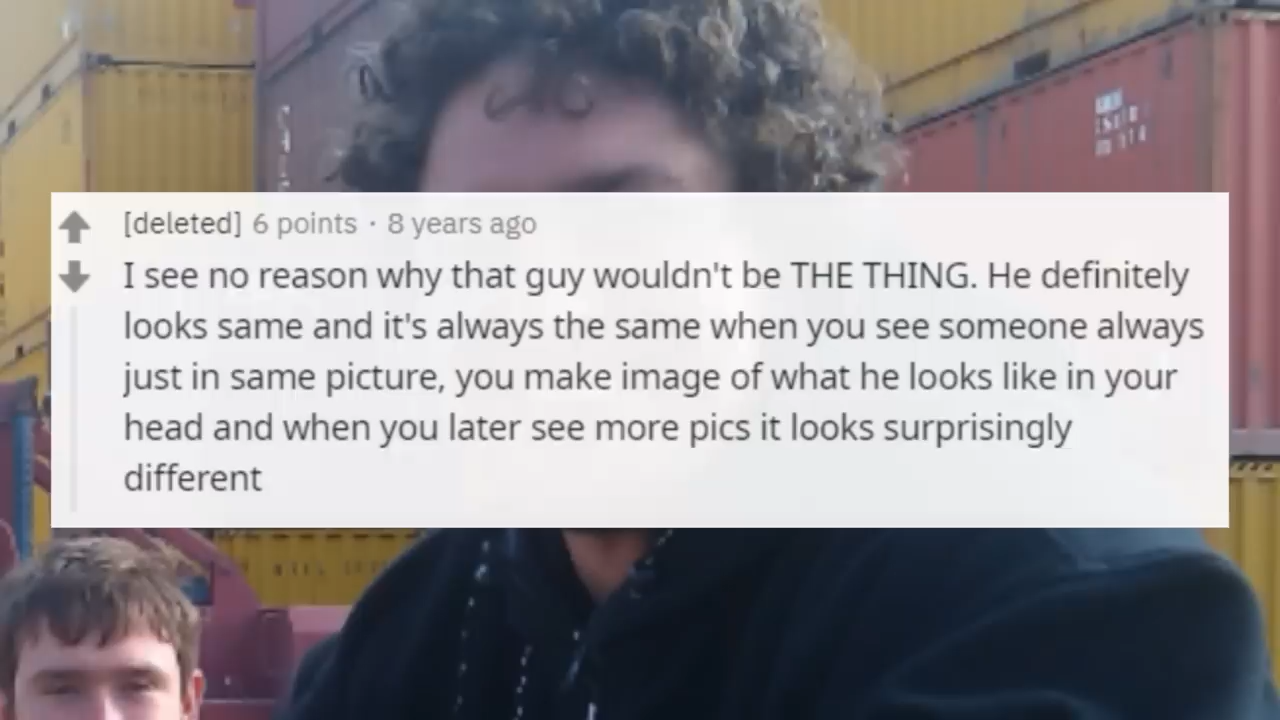 [deleted] 6 points · 8 years ago
I see no reason why that guy wouldn't be THE THING. He definitely
looks same and it's always the same when you see someone always
just in same picture, you make image of what he looks like in your
head and when you later see more pics it looks surprisingly
different